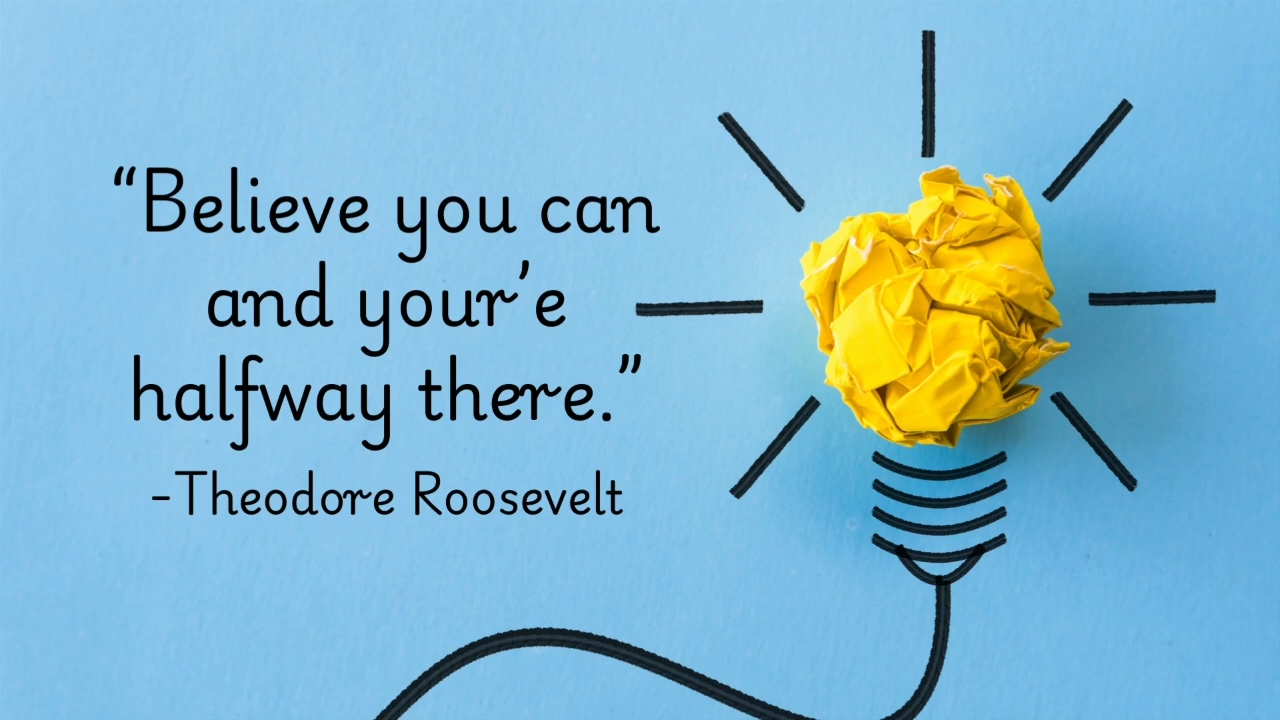 “Believe you can
and your’e
halfway there.”
-Theodore Roosevelt